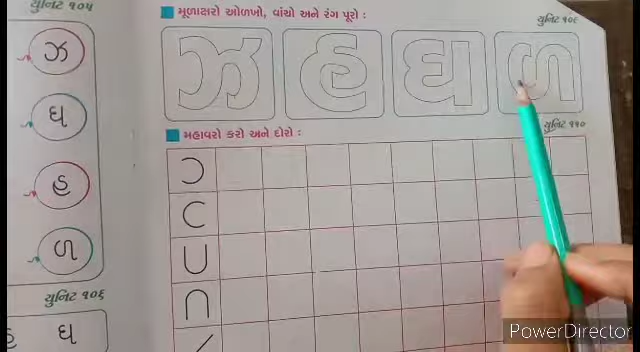 યુનિટ ૧૦૫
ઝ
ઘ
હ
ળ
યુનિટ ૧૦૬
હ ઘ
મૂળાક્ષરો ઓળખો, વાંચો અને રંગ પૂરો :
યુનિટ ૧૦૯
ઝ હ ઘ ળ
મહાવરો કરો અને દોરો :
યુનિટ ૧૧૦
PowerDirector